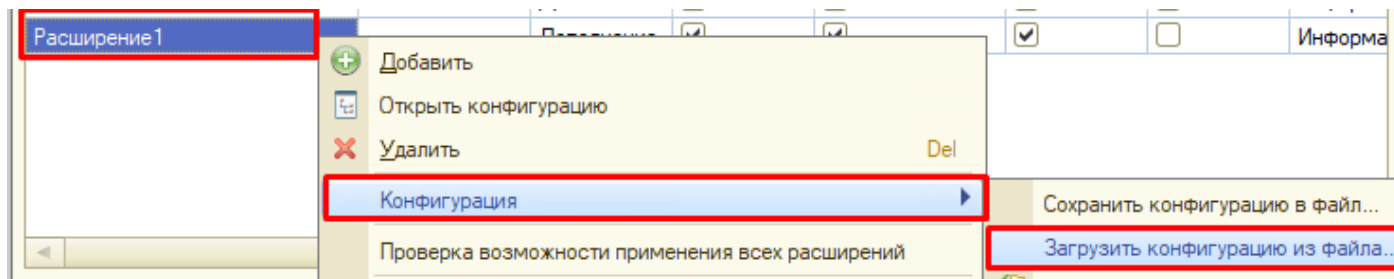 Расширение1
Информа
Добавить
Открыть конфигурацию
Удалить Del
Конфигурация
Сохранить конфигурацию в файл...
Проверка возможности применения всех расширений
Загрузить конфигурацию из файла...